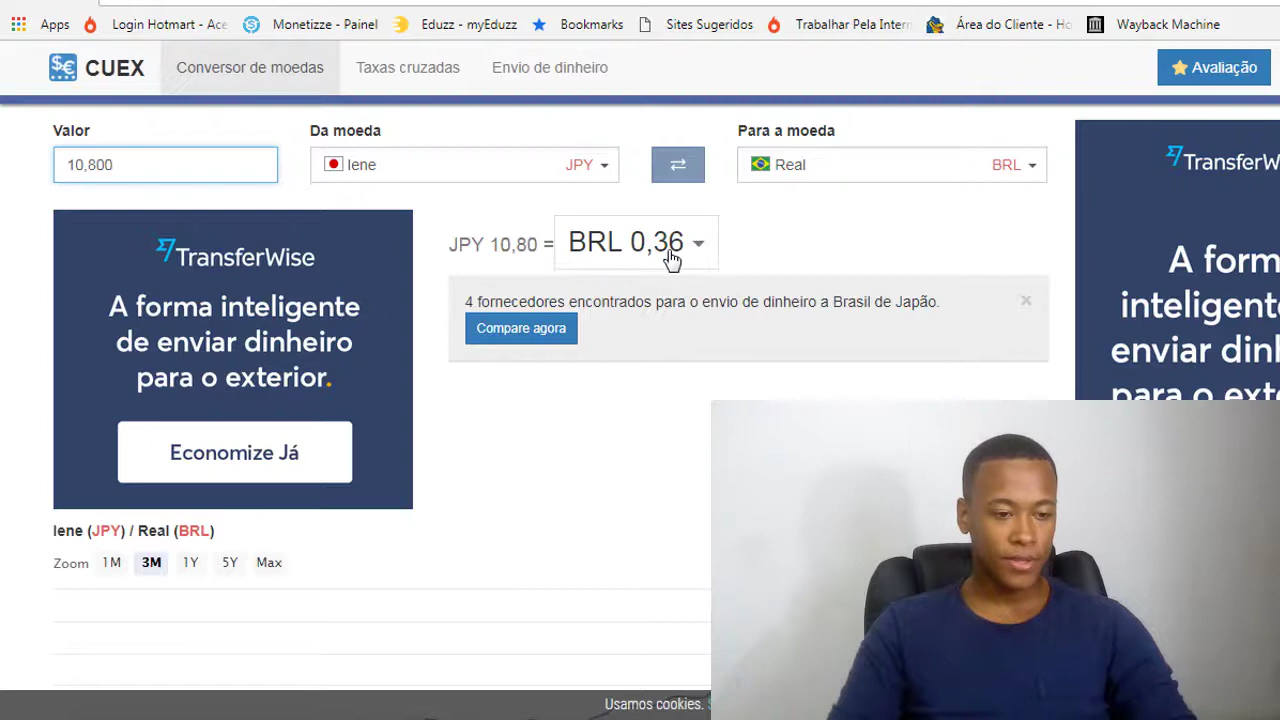 Apps Login Hotmart - Ace Monetizze - Painel Eduzz - myEduzz Bookmarks Sites Sugeridos Trabalhar Pela Intern Área do Cliente - Ho Wayback Machine
$€ CUEX Conversor de moedas Taxas cruzadas Envio de dinheiro Avaliação
Valor Da moeda Para a moeda
10,800 Iene JPY Real BRL
TransferWise
A forma inteligente
de enviar dinheiro
para o exterior.
Economize Já
JPY 10,80 = BRL 0,36
4 fornecedores encontrados para o envio de dinheiro a Brasil de Japão. ×
Compare agora
TransferW
A form
inteligent
enviar din
para o ext
Iene (JPY) / Real (BRL)
Zoom 1M 3M 1Y 5Y Max
Usamos cookies.